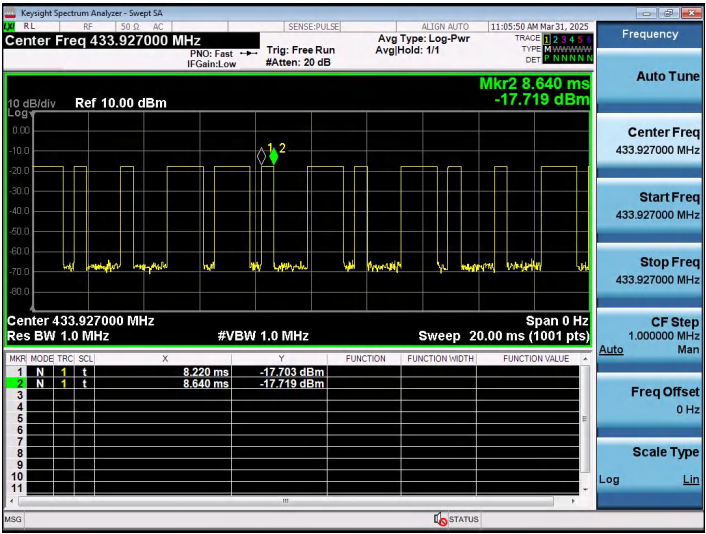 Keysight Spectrum Analyzer - Swept SA
RL RF 50 Ω AC SENSE:PULSE ALIGN AUTO 11:05:50 AM Mar 31, 2025
Center Freq 433.927000 MHz
PNO: Fast
IFGain:Low
Trig: Free Run
#Atten: 20 dB
Avg Type: Log-Pwr
Avg|Hold: 1/1
TRACE 1 2 3 4 5 6
TYPE M W W W W W
DET P N N N N N
Mkr2 8.640 ms
-17.719 dBm
10 dB/div Ref 10.00 dBm
Log
0.00
-10.0
-20.0
-30.0
-40.0
-50.0
-60.0
-70.0
-80.0
1 2
Center 433.927000 MHz Span 0 Hz
Res BW 1.0 MHz #VBW 1.0 MHz Sweep 20.00 ms (1001 pts)
MKR MODE TRC SCL X Y FUNCTION FUNCTION WIDTH FUNCTION VALUE
1 N 1 t 8.220 ms -17.703 dBm
2 N 1 t 8.640 ms -17.719 dBm
3
4
5
6
7
8
9
10
11
MSG STATUS
Frequency
Auto Tune
Center Freq
433.927000 MHz
Start Freq
433.927000 MHz
Stop Freq
433.927000 MHz
CF Step
1.000000 MHz
Auto Man
Freq Offset
0 Hz
Scale Type
Log Lin